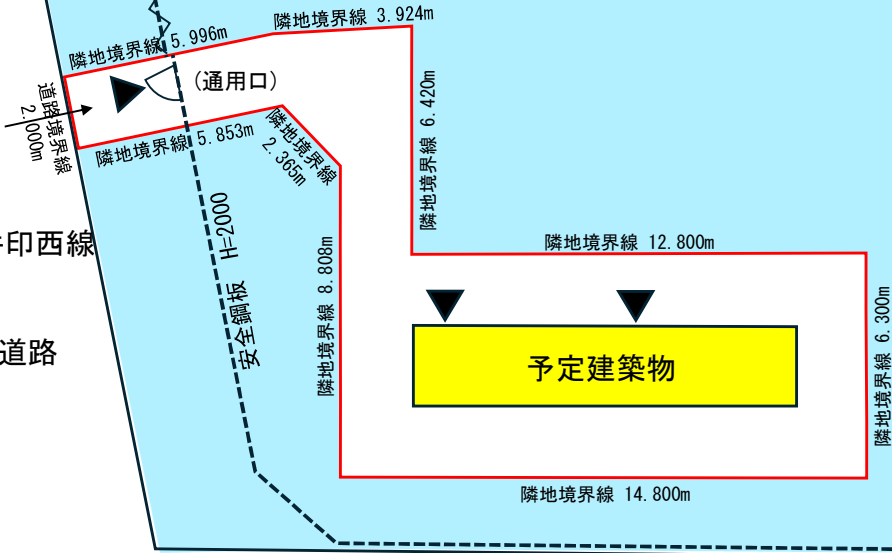 隣地境界線 3.924m
隣地境界線 5.996m
(通用口)
道路境界線
2.000m
隣地境界線 5.853m
隣地境界線
2.365m
隣地境界線 6.420m
安全鋼板 H=2000
印西線
隣地境界線 12.800m
隣地境界線 8.808m
隣地境界線 6.300m
道路
予定建築物
隣地境界線 14.800m